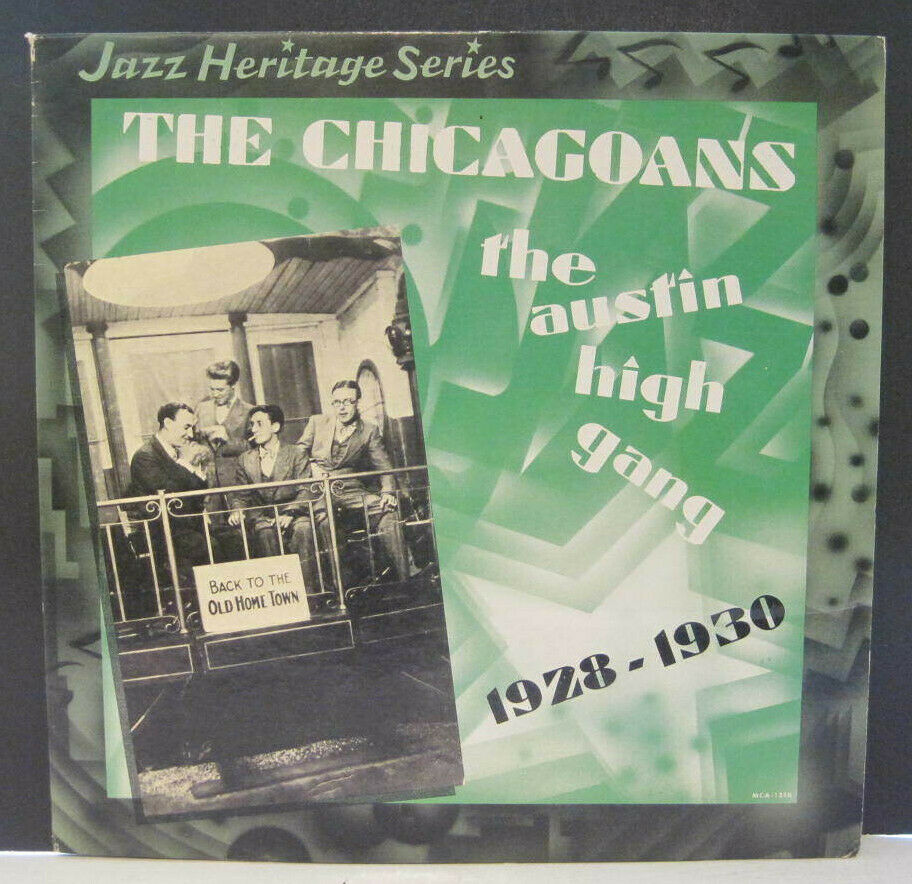 Jazz Heritage Series
THE CHICAGOANS
the
austin
high
gang
BACK TO THE
OLD HOME TOWN
1928-1930